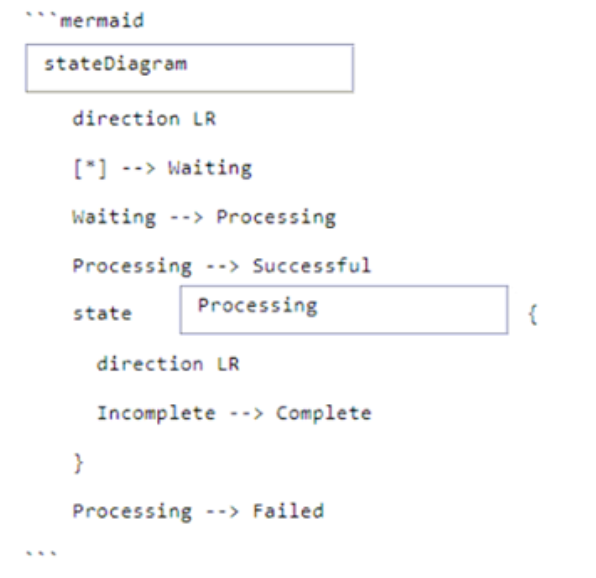 ```mermaid
stateDiagram
direction LR
[*] --> Waiting
Waiting --> Processing
Processing --> Successful
state Processing {
direction LR
Incomplete --> Complete
}
Processing --> Failed
```